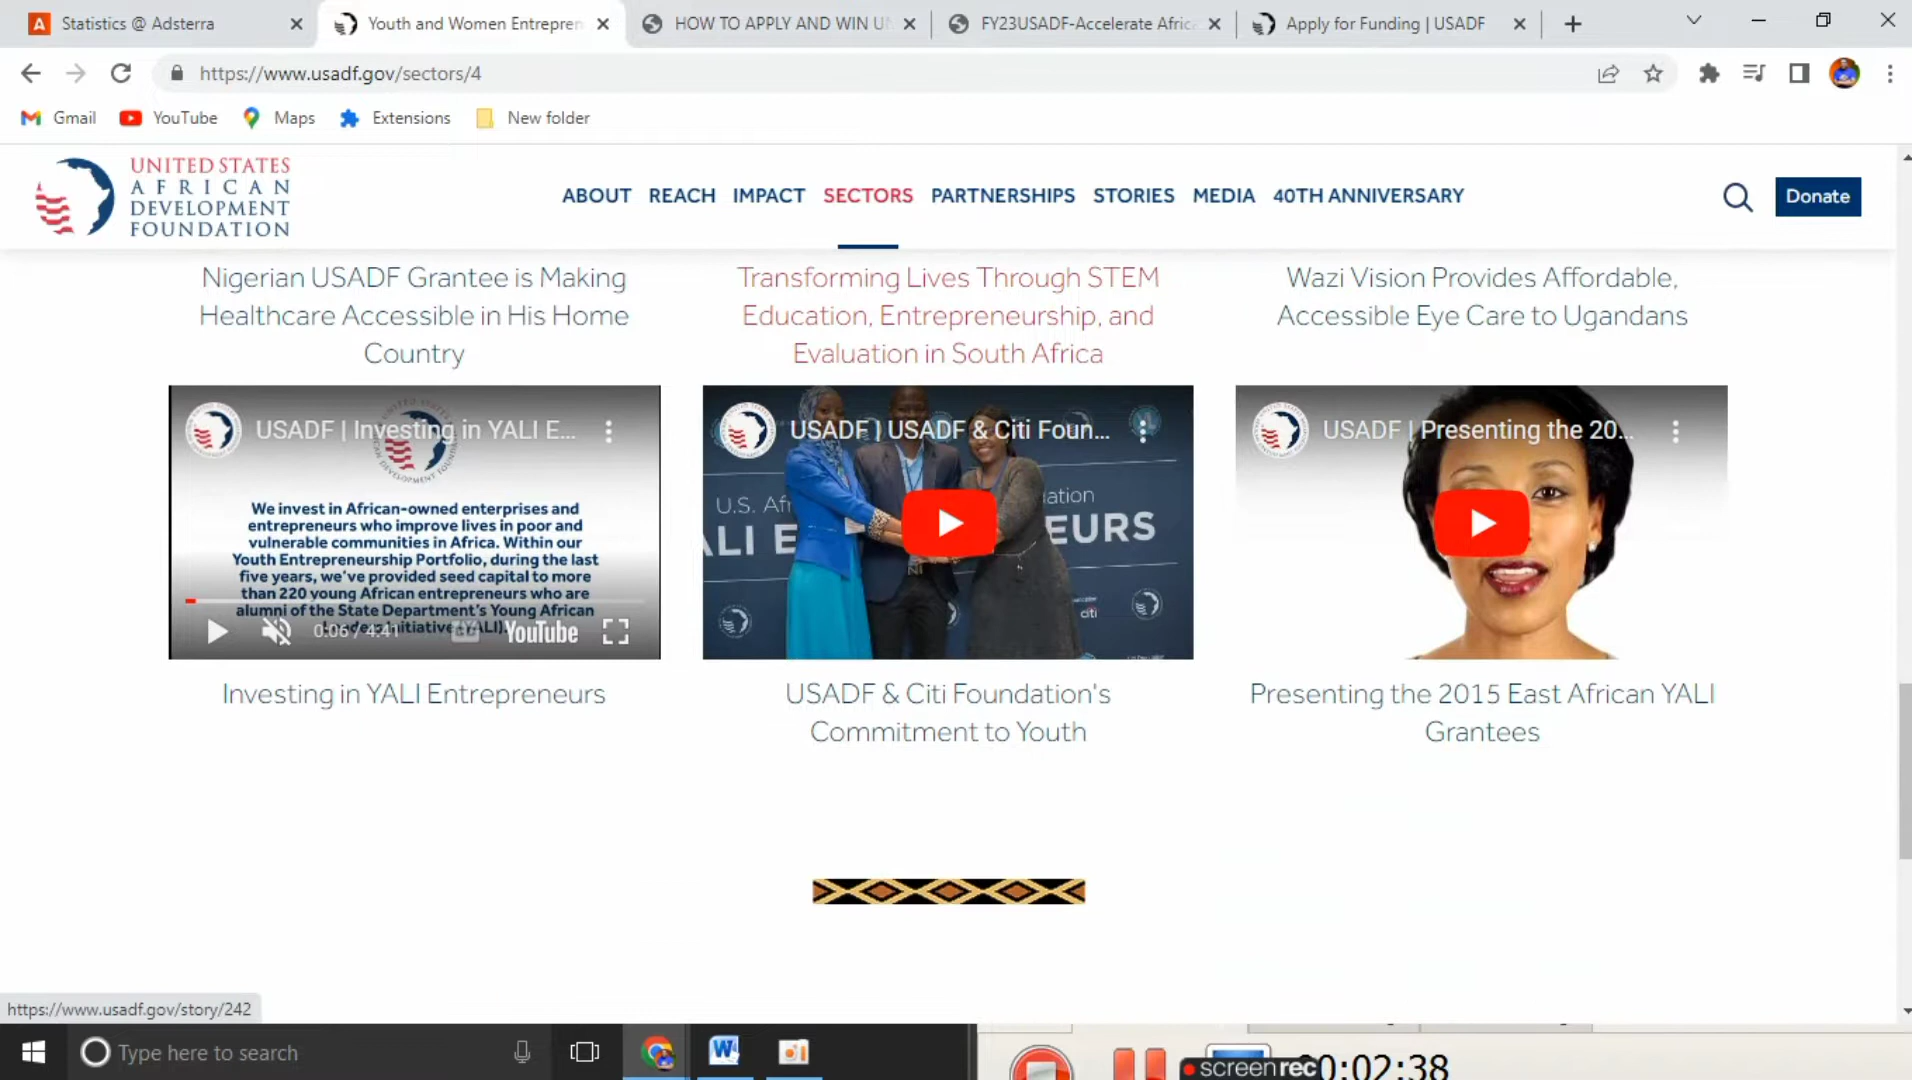 Statistics @ Adsterra
Youth and Women Entrepren
HOW TO APPLY AND WIN UN
FY23USADF-Accelerate Afric
Apply for Funding | USADF
https://www.usadf.gov/sectors/4
Gmail
YouTube
Maps
Extensions
New folder
UNITED STATES
AFRICAN
DEVELOPMENT
FOUNDATION
ABOUT
REACH
IMPACT
SECTORS
PARTNERSHIPS
STORIES
MEDIA
40TH ANNIVERSARY
Donate
Nigerian USADF Grantee is Making
Healthcare Accessible in His Home
Country
Transforming Lives Through STEM
Education, Entrepreneurship, and
Evaluation in South Africa
Wazi Vision Provides Affordable,
Accessible Eye Care to Ugandans
USADF | Investing in YALI E...
We invest in African-owned enterprises and
entrepreneurs who improve lives in poor and
vulnerable communities in Africa. Within our
Youth Entrepreneurship Portfolio, during the last
five years, we've provided seed capital to more
than 220 young African entrepreneurs who are
alumni of the State Department's Young African
Leaders Initiative (YALI).
0:06 / 4:41
YouTube
USADF | USADF & Citi Foun...
U.S. Afri
ation
ALI E
EURS
citi
USADF | Presenting the 20...
Investing in YALI Entrepreneurs
USADF & Citi Foundation's
Commitment to Youth
Presenting the 2015 East African YALI
Grantees
https://www.usadf.gov/story/242
Type here to search
screenrec
0:02:38